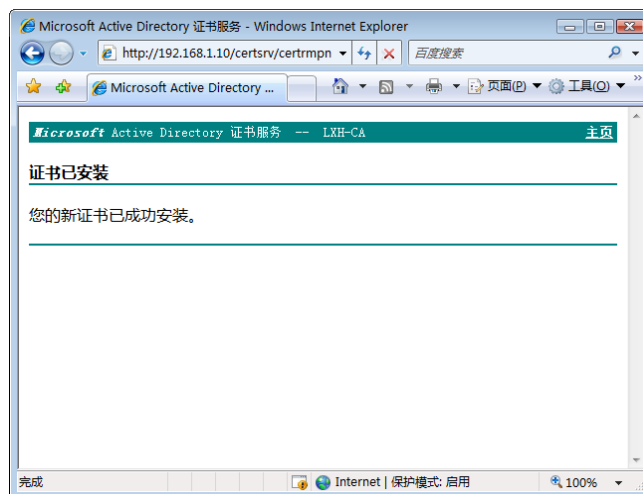 Microsoft Active Directory 证书服务 - Windows Internet Explorer
http://192.168.1.10/certsrv/certrmpn
百度搜索
Microsoft Active Directory ...
页面(P)
工具(O)
Microsoft Active Directory 证书服务 -- LXH-CA
主页
证书已安装
您的新证书已成功安装。
完成
Internet | 保护模式: 启用
100%